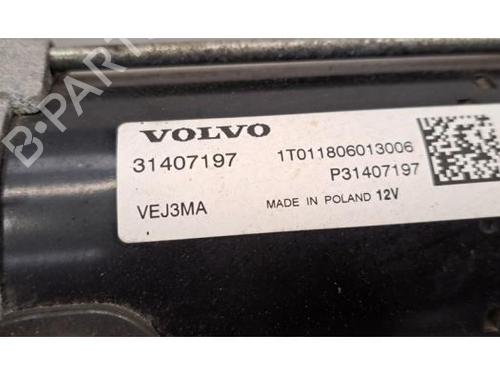 B-PARTS
VOLVO
31407197 1T011806013006
P31407197
VEJ3MA MADE IN POLAND 12V